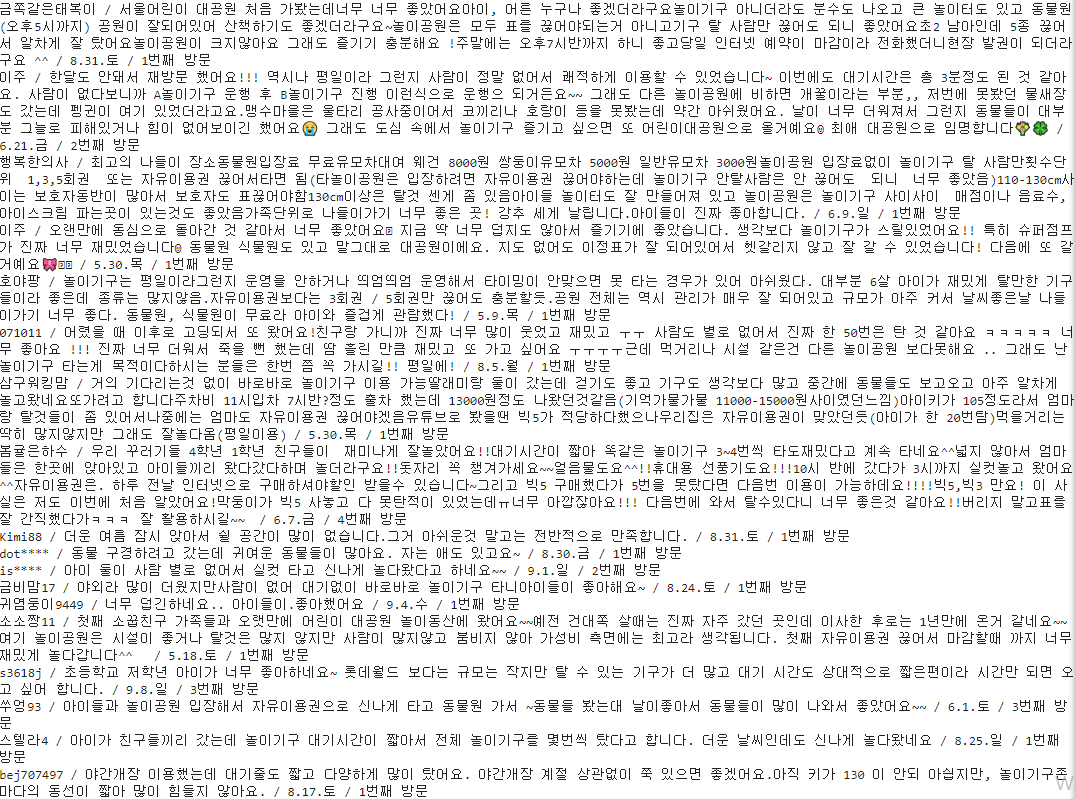 금쪽같은태복이 / 서울어린이 대공원 처음 가봤는데너무 너무 좋았어요아이, 어른 누구나 좋겠더라구요놀이기구 아니더라도 분수도 나오고 큰 놀이터도 있고 동물원
(오후5시까지) 공원이 잘되어있어 산책하기도 좋겠더라구요~놀이공원은 모두 표를 끊어야되는거 아니고기구 탈 사람만 끊어도 되니 좋았어요초2 남아인데 5종 끊어
서 알차게 잘 탔어요놀이공원이 크지않아요 그래도 즐기기 충분해요 !주말에는 오후7시반까지 하니 좋고당일 인터넷 예약이 마감이라 전화했더니현장 발권이 되더라
구요 ^^ / 8.31.토 / 1번째 방문
이주 / 한달도 안돼서 재방문 했어요!!! 역시나 평일이라 그런지 사람이 정말 없어서 쾌적하게 이용할 수 있었습니다~ 이번에도 대기시간은 총 3분정도 된 것 같아
요. 사람이 없다보니까 A놀이기구 운행 후 B놀이기구 진행 이런식으로 운행으 되거든요~~ 그래도 다른 놀이공원에 비하면 개꿀이라는 부분,, 저번에 못봤던 물새장
도 갔는데 펭귄이 여기 있었더라고요.맹수마을은 울타리 공사중이어서 코끼리나 호랑이 등을 못봤는데 약간 아쉬웠어요. 날이 너무 더워져서 그런지 동물들이 대부
분 그늘로 피해있거나 힘이 없어보이긴 했어요😭 그래도 도심 속에서 놀이기구 즐기고 싶으면 또 어린이대공원으로 올거예요 최애 대공원으로 임명합니다💐🍀 /
6.21.금 / 2번째 방문
행복한의사 / 최고의 나들이 장소동물원입장료 무료유모차대여 웨건 8000원 쌍둥이유모차 5000원 일반유모차 3000원놀이공원 입장료없이 놀이기구 탈 사람만횟수단
위  1,3,5회권  또는 자유이용권 끊어서타면 됨(타놀이공원은 입장하려면 자유이용권 끊어야하는데 놀이기구 안탈사람은 안 끊어도  되니  너무 좋았음)110-130cm사
이는 보호자동반이 많아서 보호자도 표끊어야함130cm이상은 탈것 센게 좀 있음아이들 놀이터도 잘 만들어져 있고 놀이공원은 놀이기구 사이사이  매점이나 음료수,
아이스크림 파는곳이 있는것도 좋았음가족단위로 나들이가기 너무 좋은 곳! 강추 세게 날립니다.아이들이 진짜 좋아합니다. / 6.9.일 / 1번째 방문
이주 / 오랜만에 동심으로 돌아간 것 같아서 너무 좋았어요 지금 딱 너무 덥지도 않아서 즐기기에 좋았습니다. 생각보다 놀이기구가 스릴있었어요!! 특히 슈퍼점프
가 진짜 너무 재밌었습니다 동물원 식물원도 있고 말그대로 대공원이에요. 지도 없어도 이정표가 잘 되어있어서 헷갈리지 않고 잘 갈 수 있었습니다! 다음에 또 갈
거예요🎀 / 5.30.목 / 1번째 방문
호야팡 / 놀이기구는 평일이라그런지 운영을 안하거나 띄엄띄엄 운영해서 타이밍이 안맞으면 못 타는 경우가 있어 아쉬웠다. 대부분 6살 아이가 재밌게 탈만한 기구
들이라 좋은데 종류는 많지않음.자유이용권보다는 3회권 / 5회권만 끊어도 충분할듯.공원 전체는 역시 관리가 매우 잘 되어있고 규모가 아주 커서 날씨좋은날 나들
이가기 너무 좋다. 동물원, 식물원이 무료라 아이와 즐겁게 관람했다! / 5.9.목 / 1번째 방문
071011 / 어렸을 때 이후로 고딩되서 또 왔어요!친구랑 가니까 진짜 너무 많이 웃었고 재밌고 ㅜㅜ 사람도 별로 없어서 진짜 한 50번은 탄 것 같아요 ㅋㅋㅋㅋㅋ 너
무 좋아요 !!! 진짜 너무 더워서 죽을 뻔 했는데 땀 흘린 만큼 재밌고 또 가고 싶어요 ㅜㅜㅜㅜ근데 먹거리나 시설 같은건 다른 놀이공원 보다못해요 .. 그래도 난
놀이기구 타는게 목적이다하시는 분들은 한번 쯤 꼭 가시길!! 평일에! / 8.5.월 / 1번째 방문
삼구워킹맘 / 거의 기다리는것 없이 바로바로 놀이기구 이용 가능딸래미랑 둘이 갔는데 걷기도 좋고 기구도 생각보다 많고 중간에 동물들도 보고오고 아주 알차게
놀고왔네요또가려고 합니다주차비 11시입차 7시반?정도 출차 했는데 13000원정도 나왔던것같음(기억가물가물 11000-15000원사이였던느낌)아이키가 105정도라서 엄마
랑 탈것들이 좀 있어서나중에는 엄마도 자유이용권 끊어야겠음유튜브로 봤을땐 빅5가 적당하다했으나우리집은 자유이용권이 맞았던듯(아이가 한 20번탐)먹을거리는
딱히 많지않지만 그래도 잘놀다옴(평일이용) / 5.30.목 / 1번째 방문
봄귤은하수 / 우리 꾸러기들 4학년 1학년 친구들이  재미나게 잘놀았어요!!대기시간이 짧아 똑같은 놀이기구 3~4번씩 타도재밌다고 계속 타네요^^넓지 않아서 엄마
들은 한곳에 앉아있고 아이들끼리 왔다갔다하며 놀더라구요!!돗자리 꼭 챙겨가세요~~얼음물도요^^!!휴대용 선풍기도요!!!10시 반에 갔다가 3시까지 실컷놀고 왔어요
^^자유이용권은. 하루 전날 인터넷으로 구매하셔야할인 받을수 있습니다~그리고 빅5 구매했다가 5번을 못탔다면 다음번 이용이 가능하데요!!!!빅5,빅3 만요! 이 사
실은 저도 이번에 처음 알았어요!막둥이가 빅5 사놓고 다 못탄적이 있었는데ㅠ너무 아깝잖아요!!! 다음번에 와서 탈수있다니 너무 좋은것 같아요!!버리지 말고표를
잘 간직했다가ㅋㅋㅋ 잘 활용하시길~~  / 6.7.금 / 4번째 방문
Kimi88 / 더운 여름 잠시 앉아서 쉴 공간이 많이 없습니다.그거 아쉬운것 말고는 전반적으로 만족합니다. / 8.31.토 / 1번째 방문
dot**** / 동물 구경하려고 갔는데 귀여운 동물들이 많아요. 자는 애도 있고요~ / 8.30.금 / 1번째 방문
is**** / 아이 둘이 사람 별로 없어서 실컷 타고 신나게 놀다왔다고 하네요~~ / 9.1.일 / 2번째 방문
금비맘17 / 야외라 많이 더웠지만사람이 없어 대기없이 바로바로 놀이기구 타니아이들이 좋아해요~ / 8.24.토 / 1번째 방문
귀염둥이9449 / 너무 덥긴하네요.. 아이들이.좋아했어요 / 9.4.수 / 1번째 방문
소소짱11 / 첫째 소꿉친구 가족들과 오랫만에 어린이 대공원 놀이동산에 왔어요~~예전 건대쪽 살때는 진짜 자주 갔던 곳인데 이사한 후로는 1년만에 온거 같네요~~
여기 놀이공원은 시설이 좋거나 탈것은 많지 않지만 사람이 많지않고 붐비지 않아 가성비 측면에는 최고라 생각됩니다. 첫째 자유이용권 끊어서 마감할때 까지 너무
재밌게 놀다갑니다^^   / 5.18.토 / 1번째 방문
s3618j / 초등학교 저학년 아이가 너무 좋아하네요~ 롯데월드 보다는 규모는 작지만 탈 수 있는 기구가 더 많고 대기 시간도 상대적으로 짧은편이라 시간만 되면 오
고 싶어 합니다. / 9.8.일 / 3번째 방문
쭈엉93 / 아이들과 놀이공원 입장해서 자유이용권으로 신나게 타고 동물원 가서 ~동물들 봤는대 날이좋아서 동물들이 많이 나와서 좋았어요~~ / 6.1.토 / 3번째 방
문
스텔라4 / 아이가 친구들끼리 갔는데 놀이기구 대기시간이 짧아서 전체 놀이기구를 몇번씩 탔다고 합니다. 더운 날씨인데도 신나게 놀다왔네요 / 8.25.일 / 1번째
방문
bej707497 / 야간개장 이용했는데 대기줄도 짧고 다양하게 많이 탔어요. 야간개장 계절 상관없이 쭉 있으면 좋겠어요.아직 키가 130 이 안되 아쉽지만, 놀이기구존
마다의 동선이 짧아 많이 힘들지 않아요. / 8.17.토 / 1번째 방문